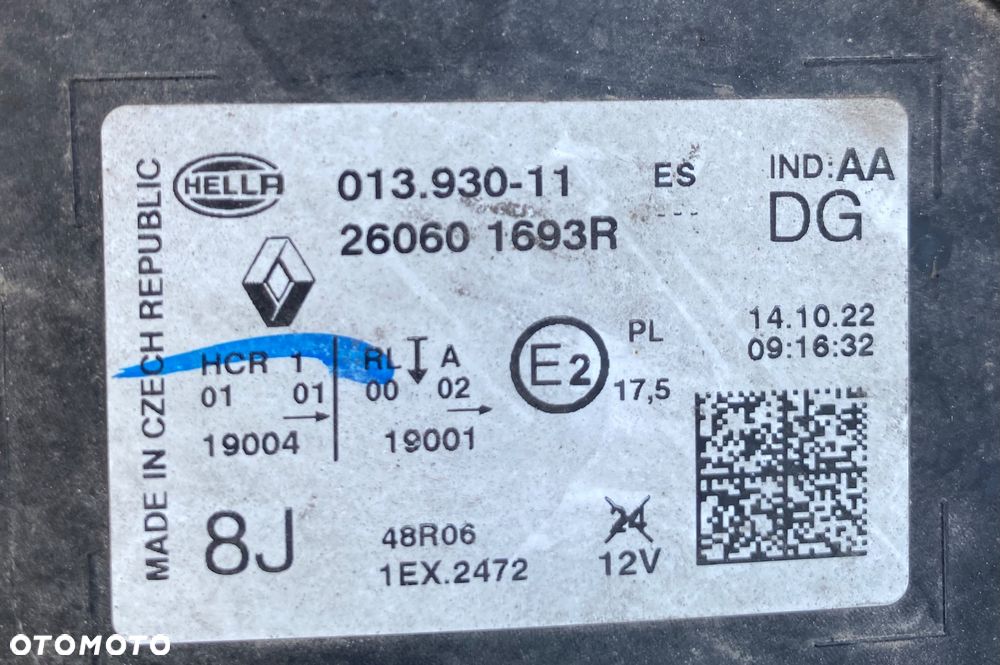 MADE IN CZECH REPUBLIC
HELLA
013.930-11
ES
IND:AA
26060 1693R
---
DG
HCR 1
RL A
E2
PL
14.10.22
09:16:32
01 01
00 02
17,5
19004
19001
8J
48R06
24
1EX.2472
12V
OTOMOTO